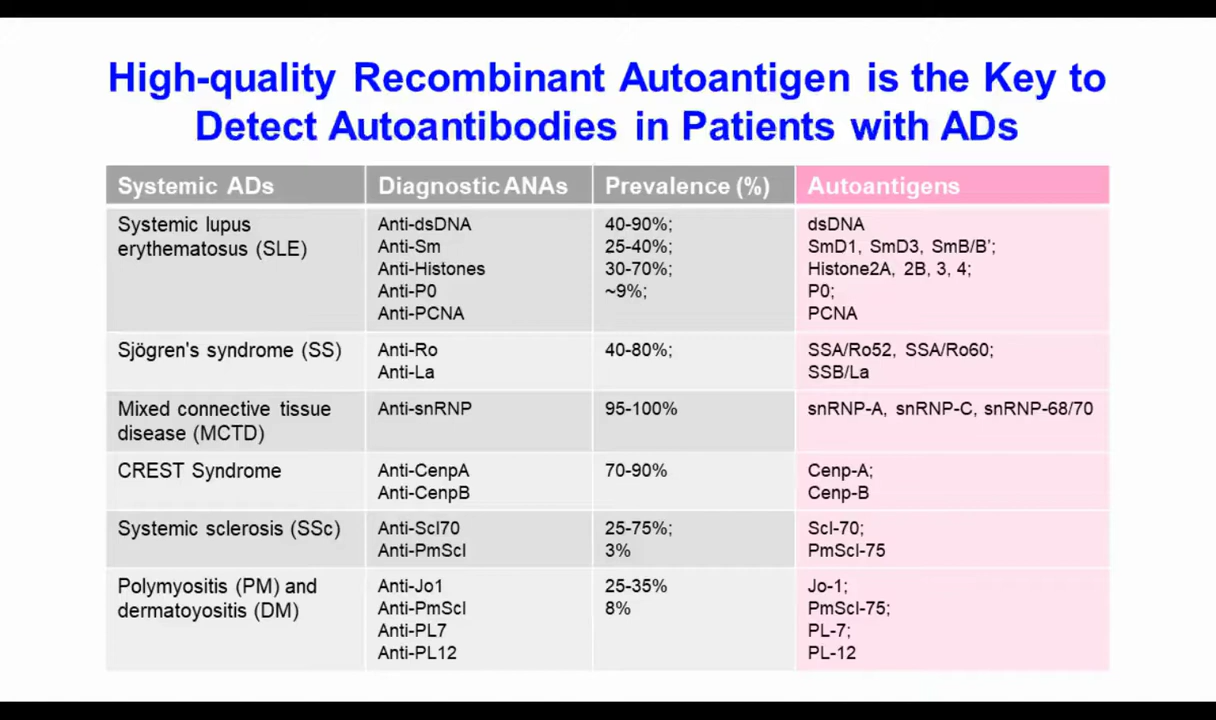 High-quality Recombinant Autoantigen is the Key to
Detect Autoantibodies in Patients with ADs
Systemic ADs
Diagnostic ANAs
Prevalence (%)
Autoantigens
Systemic lupus
erythematosus (SLE)
Anti-dsDNA
Anti-Sm
Anti-Histones
Anti-P0
Anti-PCNA
40-90%;
25-40%;
30-70%;
~9%;
dsDNA
SmD1, SmD3, SmB/B’;
Histone2A, 2B, 3, 4;
P0;
PCNA
Sjögren's syndrome (SS)
Anti-Ro
Anti-La
40-80%;
SSA/Ro52, SSA/Ro60;
SSB/La
Mixed connective tissue
disease (MCTD)
Anti-snRNP
95-100%
snRNP-A, snRNP-C, snRNP-68/70
CREST Syndrome
Anti-CenpA
Anti-CenpB
70-90%
Cenp-A;
Cenp-B
Systemic sclerosis (SSc)
Anti-Scl70
Anti-PmScl
25-75%;
3%
Scl-70;
PmScl-75
Polymyositis (PM) and
dermatoyositis (DM)
Anti-Jo1
Anti-PmScl
Anti-PL7
Anti-PL12
25-35%
8%
Jo-1;
PmScl-75;
PL-7;
PL-12